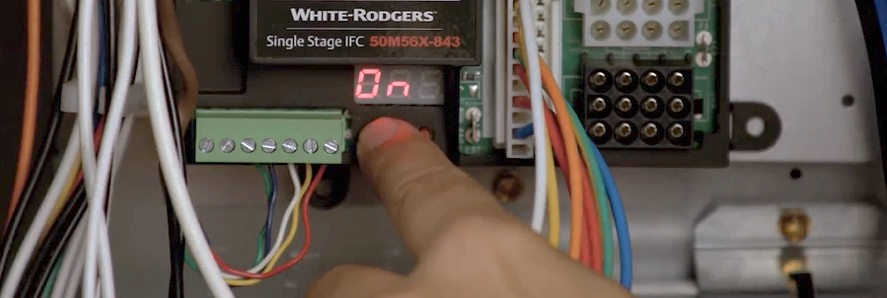 WHITE-RODGERS
Single Stage IFC 50M56X-843
On